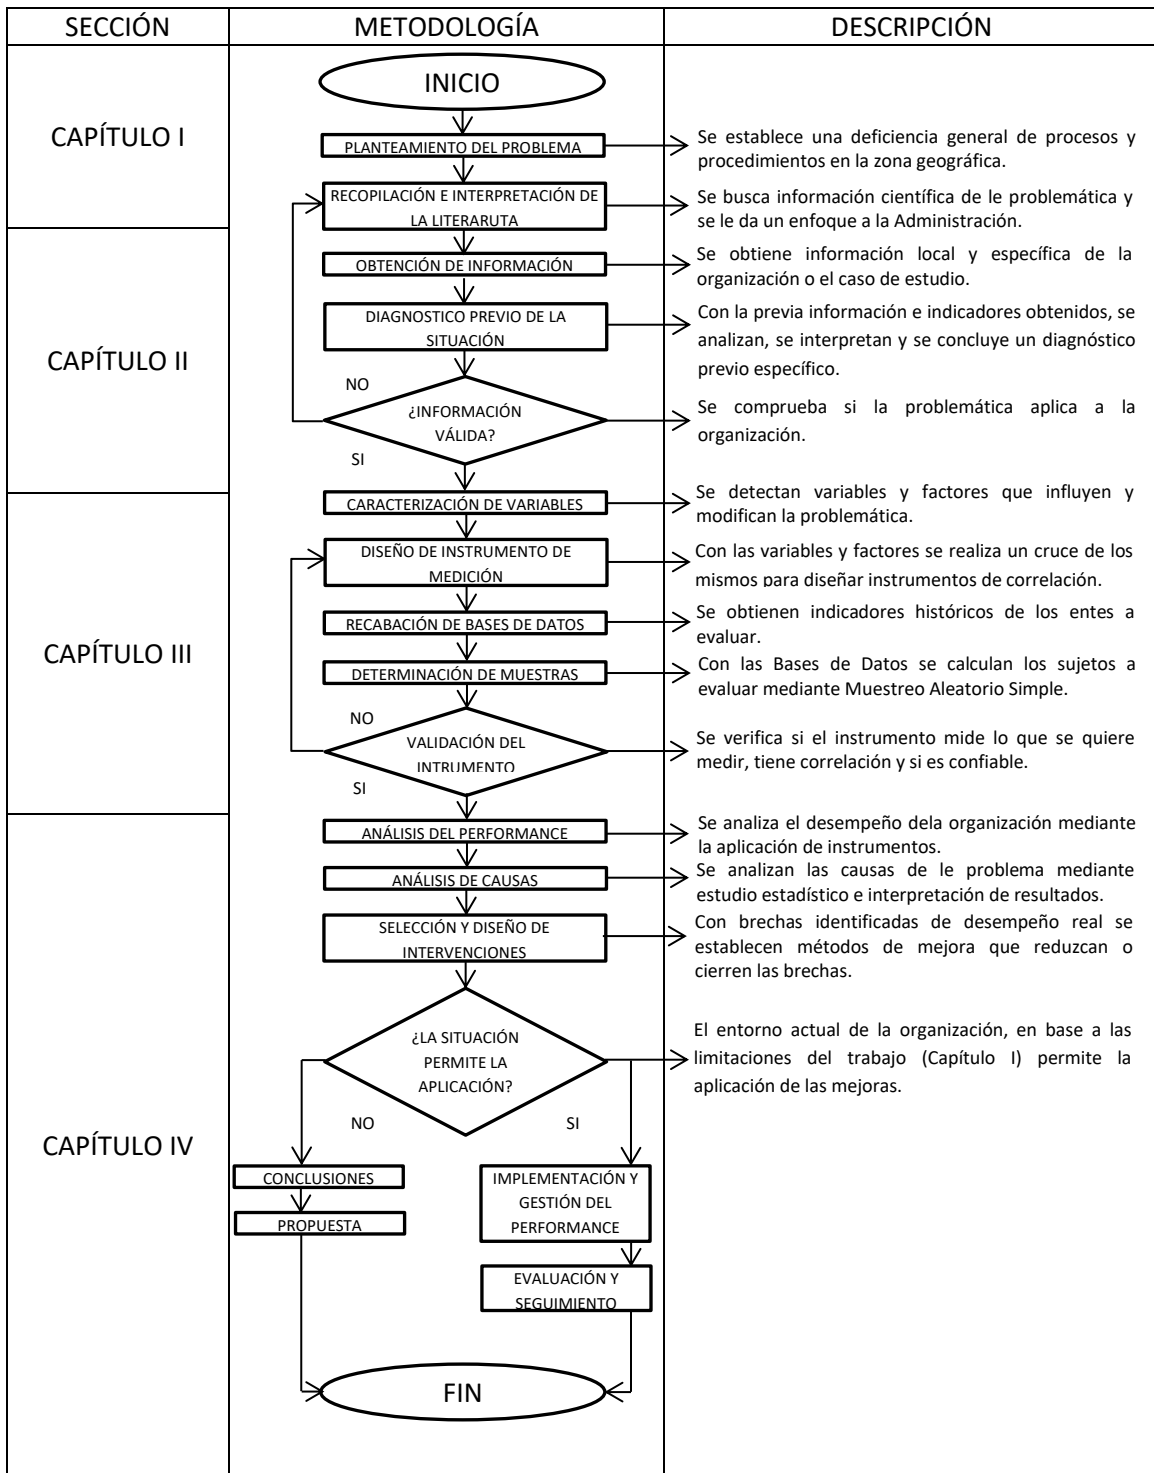 SECCIÓN
METODOLOGÍA
DESCRIPCIÓN
CAPÍTULO I
INICIO
PLANTEAMIENTO DEL PROBLEMA
Se establece una deficiencia general de procesos y
procedimientos en la zona geográfica.
RECOPILACIÓN E INTERPRETACIÓN DE
LA LITERARUTA
Se busca información científica de le problemática y
se le da un enfoque a la Administración.
CAPÍTULO II
OBTENCIÓN DE INFORMACIÓN
Se obtiene información local y específica de la
organización o el caso de estudio.
DIAGNOSTICO PREVIO DE LA
SITUACIÓN
Con la previa información e indicadores obtenidos, se
analizan, se interpretan y se concluye un diagnóstico
previo específico.
NO
¿INFORMACIÓN
VÁLIDA?
SI
Se comprueba si la problemática aplica a la
organización.
CAPÍTULO III
CARACTERIZACIÓN DE VARIABLES
Se detectan variables y factores que influyen y
modifican la problemática.
DISEÑO DE INSTRUMENTO DE
MEDICIÓN
Con las variables y factores se realiza un cruce de los
mismos para diseñar instrumentos de correlación.
RECABACIÓN DE BASES DE DATOS
Se obtienen indicadores históricos de los entes a
evaluar.
DETERMINACIÓN DE MUESTRAS
Con las Bases de Datos se calculan los sujetos a
evaluar mediante Muestreo Aleatorio Simple.
NO
VALIDACIÓN DEL
INTRUMENTO
SI
Se verifica si el instrumento mide lo que se quiere
medir, tiene correlación y si es confiable.
CAPÍTULO IV
ANÁLISIS DEL PERFORMANCE
Se analiza el desempeño dela organización mediante
la aplicación de instrumentos.
ANÁLISIS DE CAUSAS
Se analizan las causas de le problema mediante
estudio estadístico e interpretación de resultados.
SELECCIÓN Y DISEÑO DE
INTERVENCIONES
Con brechas identificadas de desempeño real se
establecen métodos de mejora que reduzcan o
cierren las brechas.
¿LA SITUACIÓN
PERMITE LA
APLICACIÓN?
El entorno actual de la organización, en base a las
limitaciones del trabajo (Capítulo I) permite la
aplicación de las mejoras.
NO
SI
CONCLUSIONES
PROPUESTA
IMPLEMENTACIÓN Y
GESTIÓN DEL
PERFORMANCE
EVALUACIÓN Y
SEGUIMIENTO
FIN